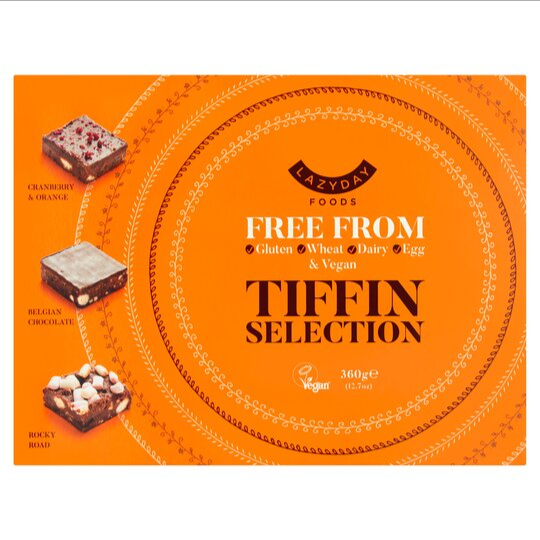 LAZYDAY
FOODS
FREE FROM
Gluten Wheat Dairy Egg
& Vegan
TIFFIN
SELECTION
Vegan
360g℮
(12.7oz)
CRANBERRY
& ORANGE
BELGIAN
CHOCOLATE
ROCKY
ROAD